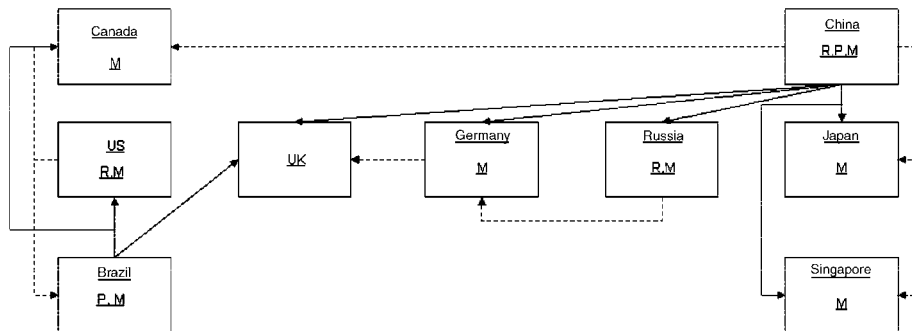 Canada
M
China
R.P.M
US
R.M
UK
Germany
M
Russia
R.M
Japan
M
Brazil
P.M
Singapore
M